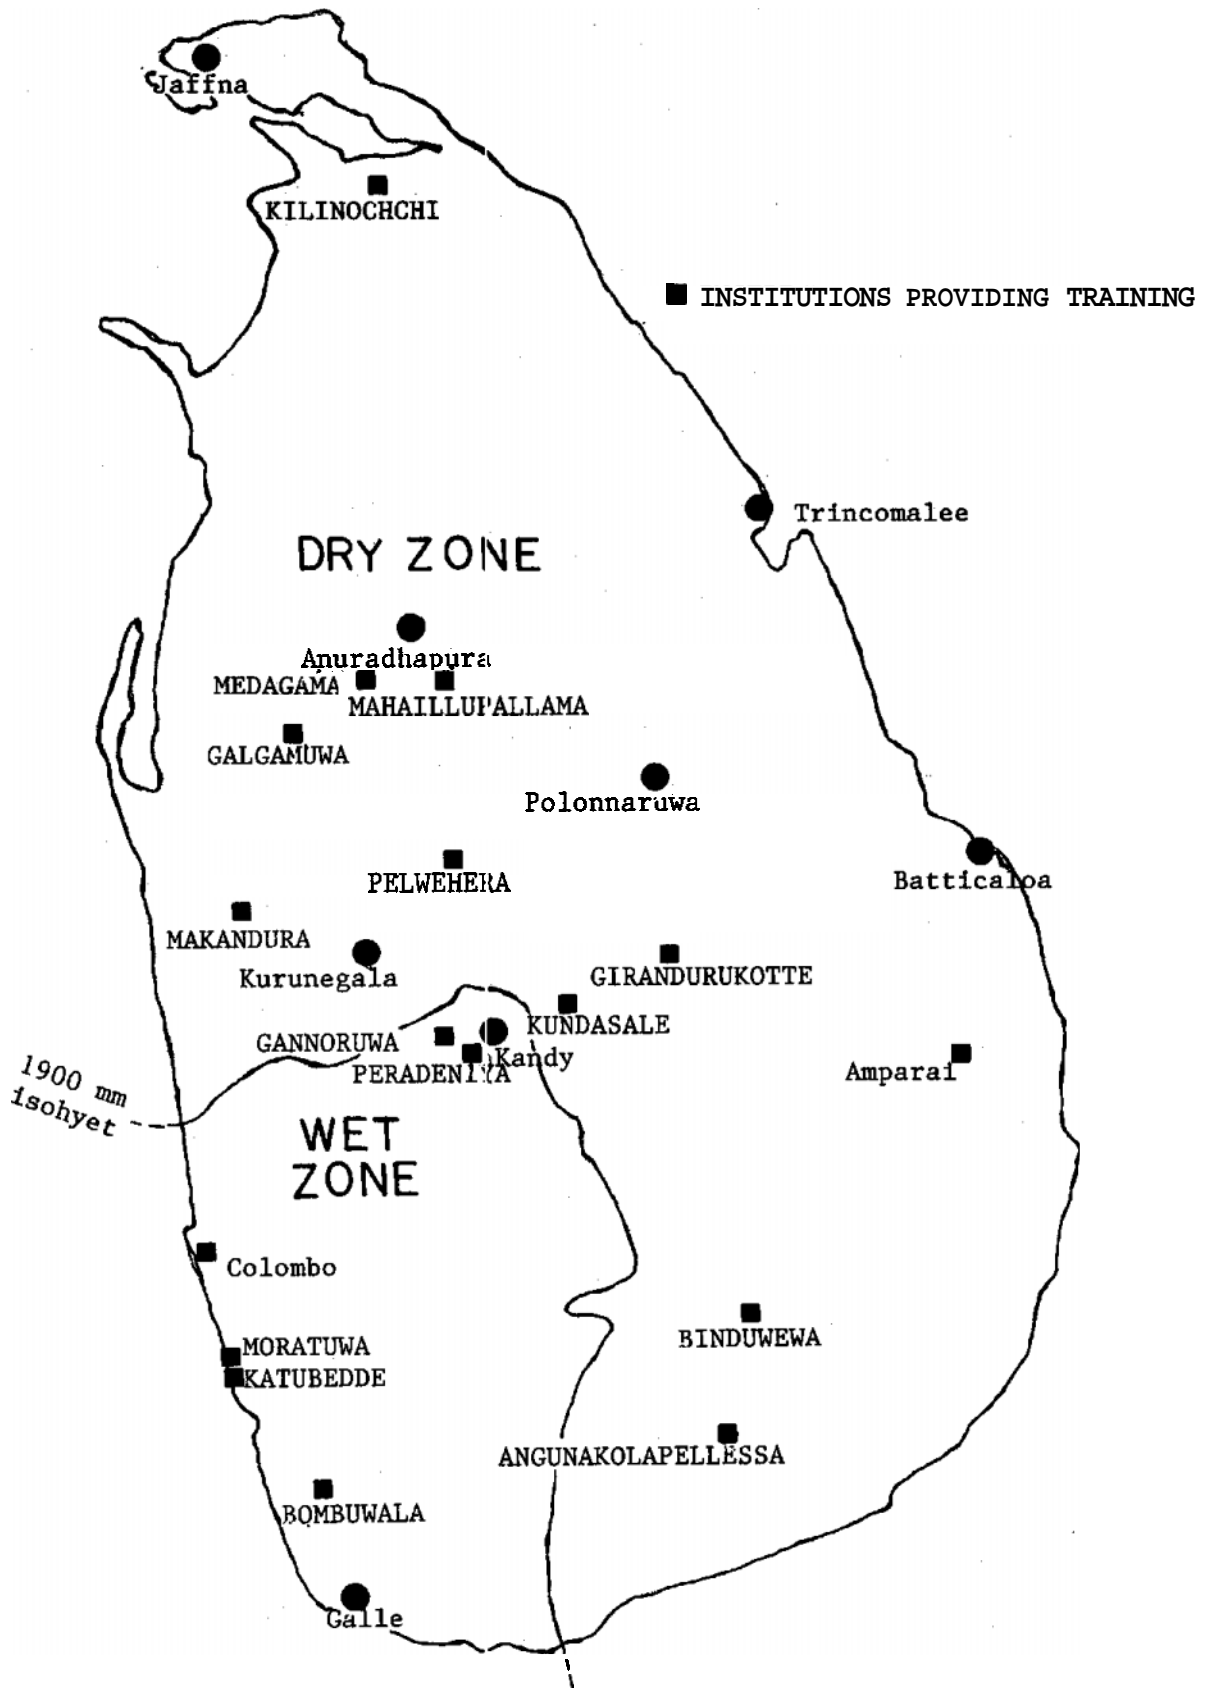 Jaffna
KILINOCHCHI
INSTITUTIONS PROVIDING TRAINING
Trincomalee
DRY ZONE
Anuradhapura
MEDAGAMA
MAHAILLUPALLAMA
GALGAMUWA
Polonnaruwa
PELWEHERA
Batticaloa
MAKANDURA
Kurunegala
GIRANDURUKOTTE
KUNDASALE
GANNORUWA
Kandy
PERADENIYA
Amparai
1900 mm
isohyet
WET
ZONE
Colombo
BINDUWEWA
MORATUWA
KATUBEDDE
ANGUNAKOLAPELLESSA
BOMBUWALA
Galle